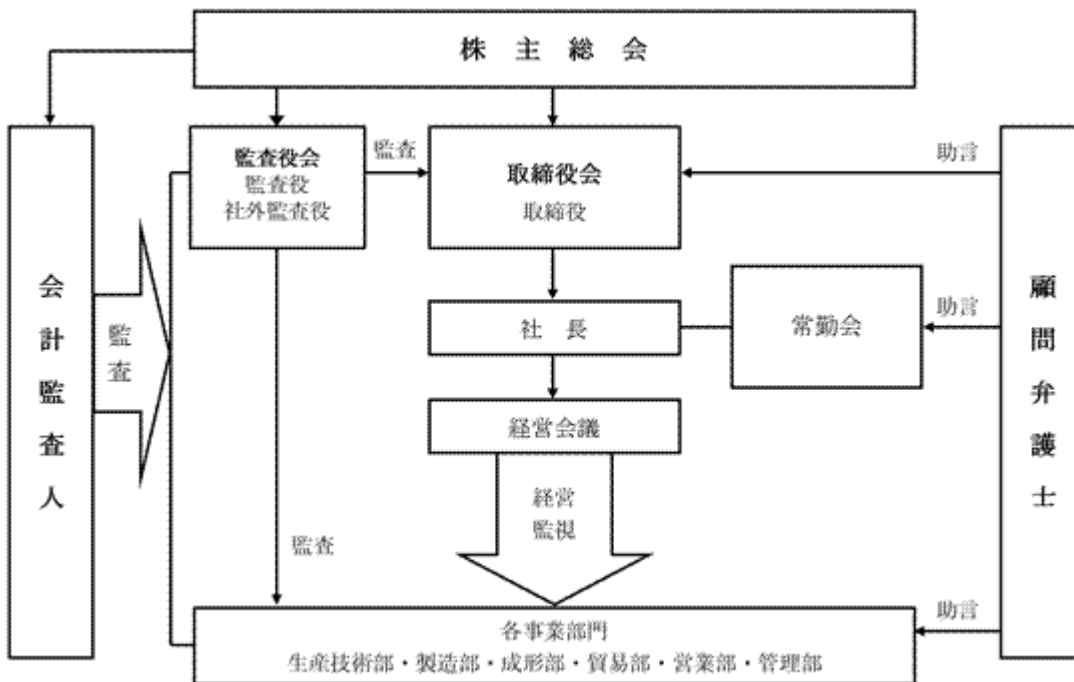 株主総会
監査役会
監査役
社外監査役
監査
取締役会
取締役
助言
会計監査人
監査
社長
常勤会
助言
顧問弁護士
経営会議
経営
監視
監査
各事業部門
生産技術部・製造部・成形部・貿易部・営業部・管理部
助言